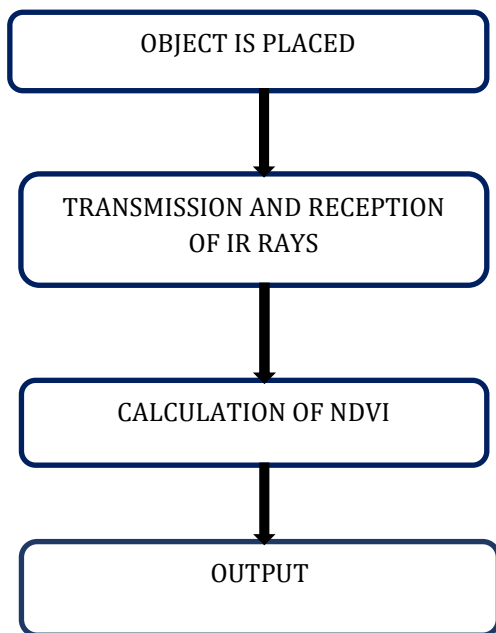 OBJECT IS PLACED
TRANSMISSION AND RECEPTION
OF IR RAYS
CALCULATION OF NDVI
OUTPUT